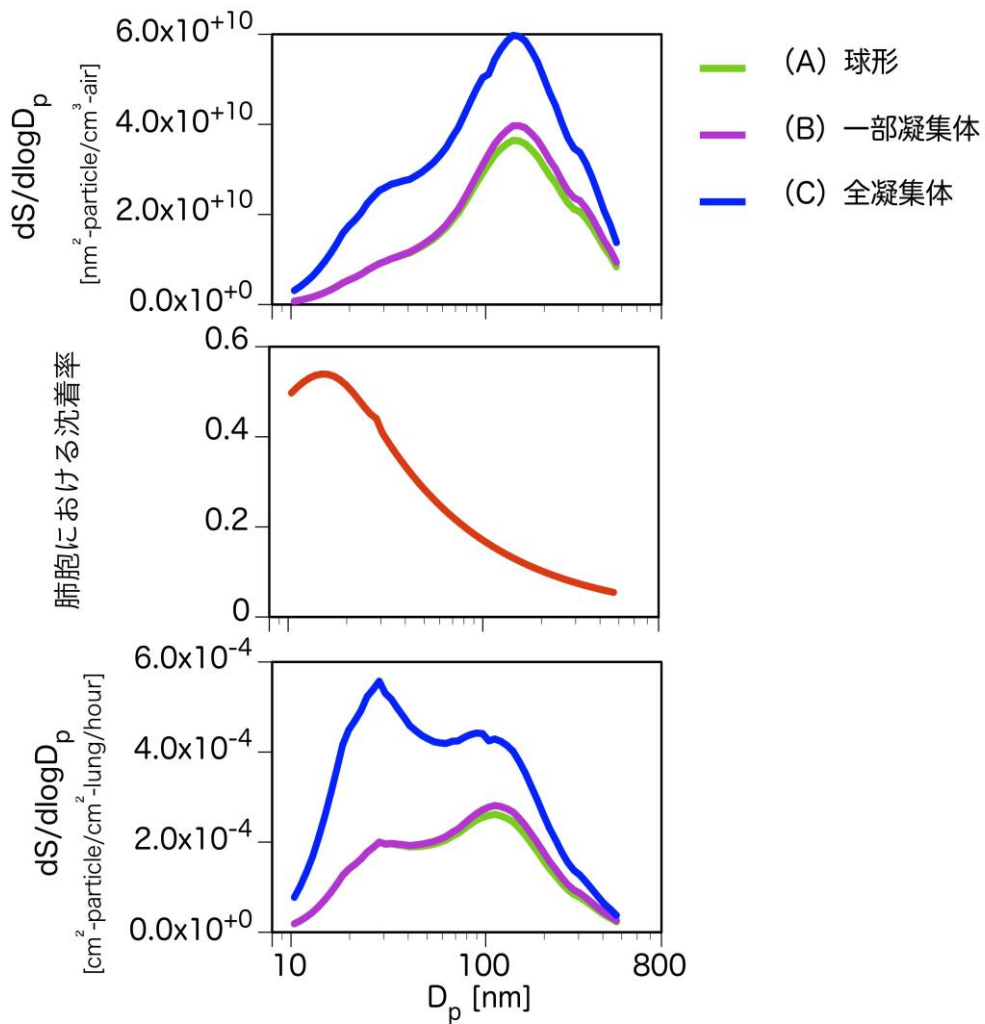 dS/dlogDp
[nm²-particle/cm³-air]
6.0x10+10
4.0x10+10
2.0x10+10
0.0x10+0
(A) 球形
(B) 一部凝集体
(C) 全凝集体
肺胞における沈着率
0.6
0.4
0.2
0
dS/dlogDp
[cm²-particle/cm²-lung/hour]
6.0x10-4
4.0x10-4
2.0x10-4
0.0x10+0
10 100 800
Dp [nm]